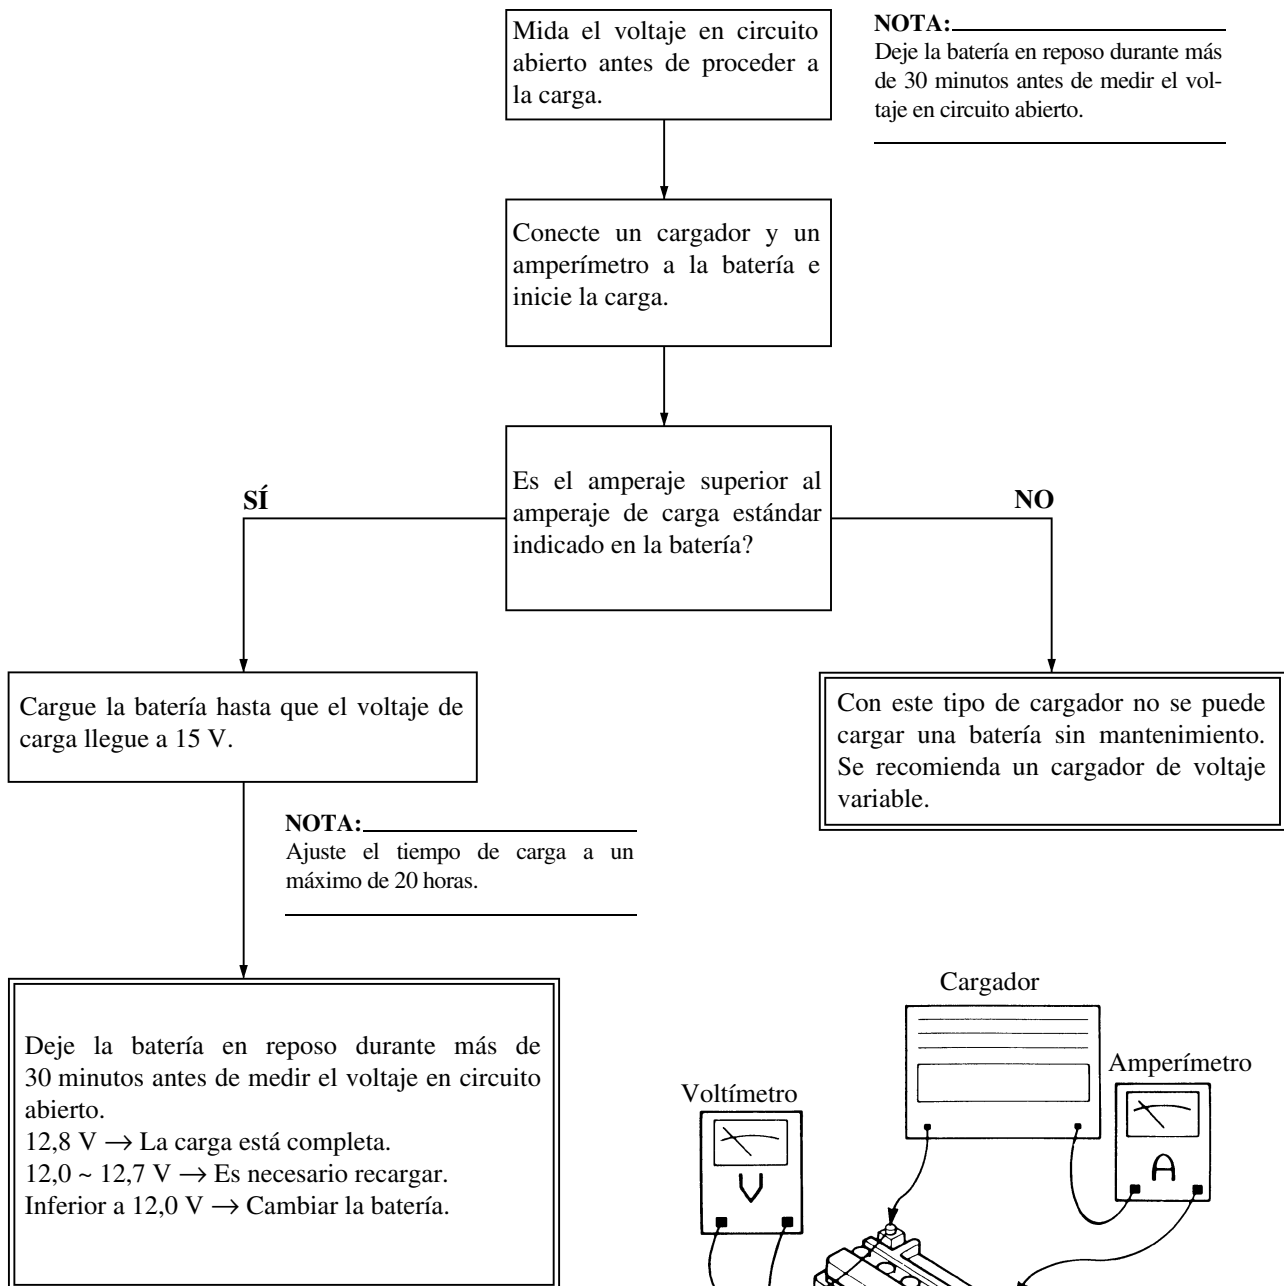 Mida el voltaje en circuito
abierto antes de proceder a
la carga.
NOTA:
Deje la batería en reposo durante más
de 30 minutos antes de medir el vol-
taje en circuito abierto.
Conecte un cargador y un
amperímetro a la batería e
inicie la carga.
Es el amperaje superior al
amperaje de carga estándar
indicado en la batería?
SÍ
NO
Cargue la batería hasta que el voltaje de
carga llegue a 15 V.
Con este tipo de cargador no se puede
cargar una batería sin mantenimiento.
Se recomienda un cargador de voltaje
variable.
NOTA:
Ajuste el tiempo de carga a un
máximo de 20 horas.
Deje la batería en reposo durante más de
30 minutos antes de medir el voltaje en circuito
abierto.
12,8 V → La carga está completa.
12,0 ~ 12,7 V → Es necesario recargar.
Inferior a 12,0 V → Cambiar la batería.
Cargador
Amperímetro
Voltímetro
V
A